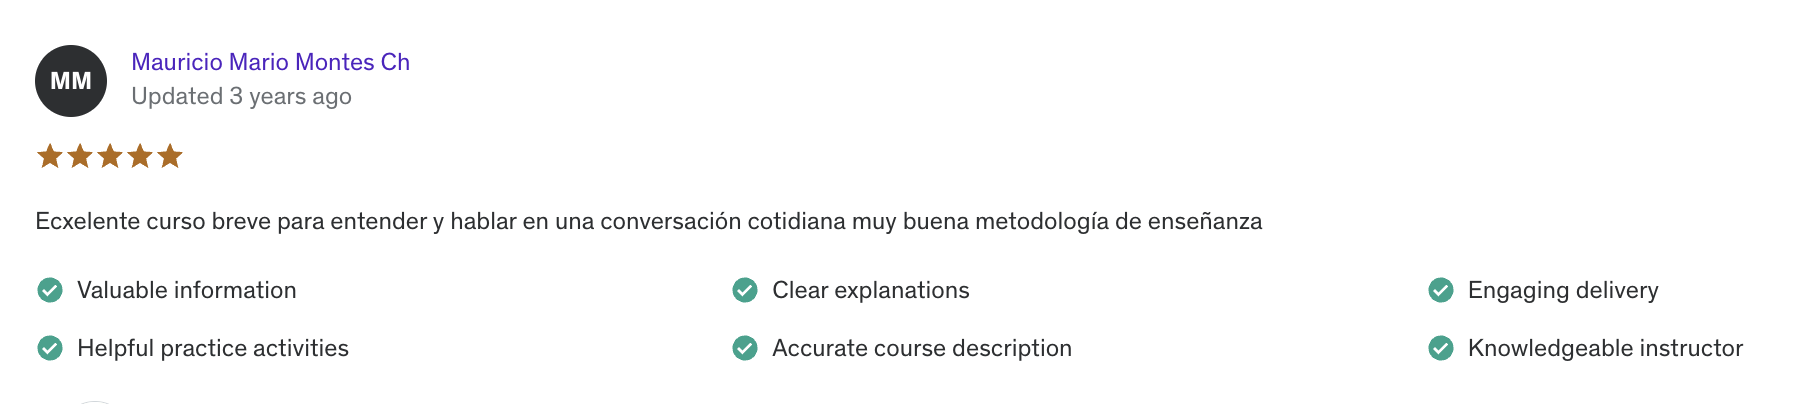 MM
Mauricio Mario Montes Ch
Updated 3 years ago
Ecxelente curso breve para entender y hablar en una conversación cotidiana muy buena metodología de enseñanza
Valuable information
Clear explanations
Engaging delivery
Helpful practice activities
Accurate course description
Knowledgeable instructor